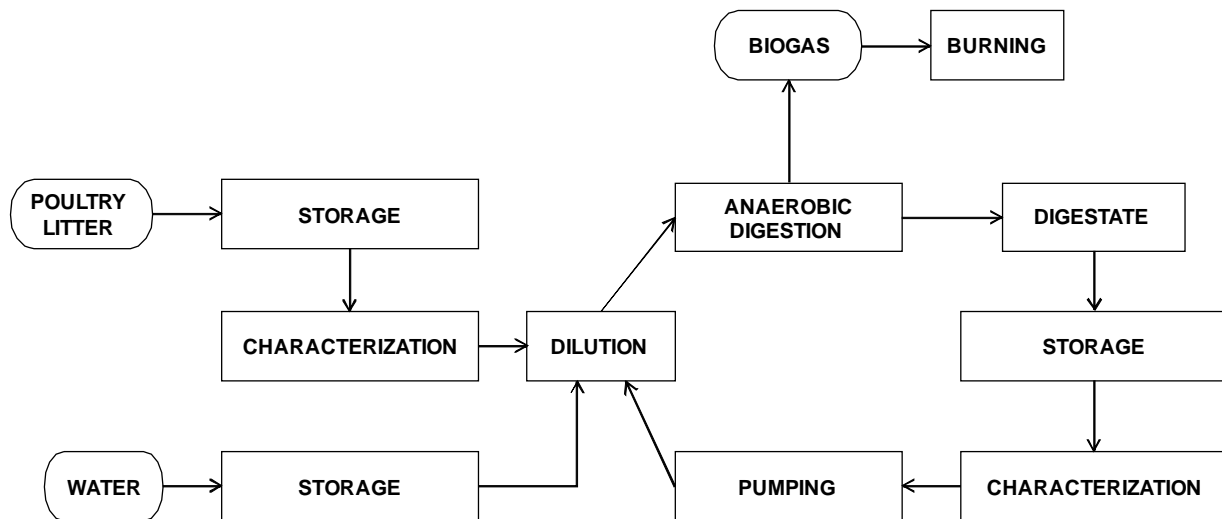 BIOGAS
BURNING
POULTRY
LITTER
STORAGE
ANAEROBIC
DIGESTION
DIGESTATE
CHARACTERIZATION
DILUTION
STORAGE
WATER
STORAGE
PUMPING
CHARACTERIZATION